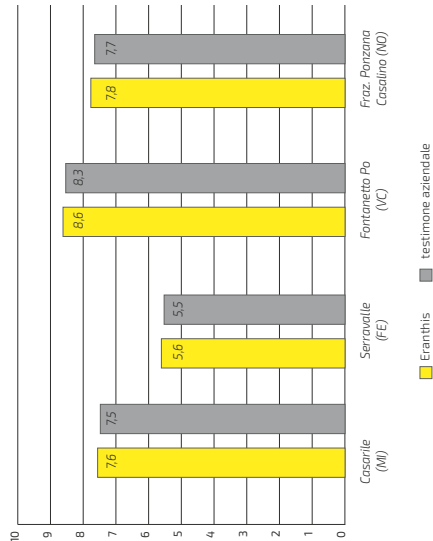 10
9
8
7
6
5
4
3
2
1
0
7,6
7,5
5,6
5,5
8,6
8,3
7,8
7,7
Casarile
(MI)
Serravalle
(FE)
Fontanetto Po
(VC)
Fraz. Ponzana
Casalino (NO)
Eranthis
testimone aziendale